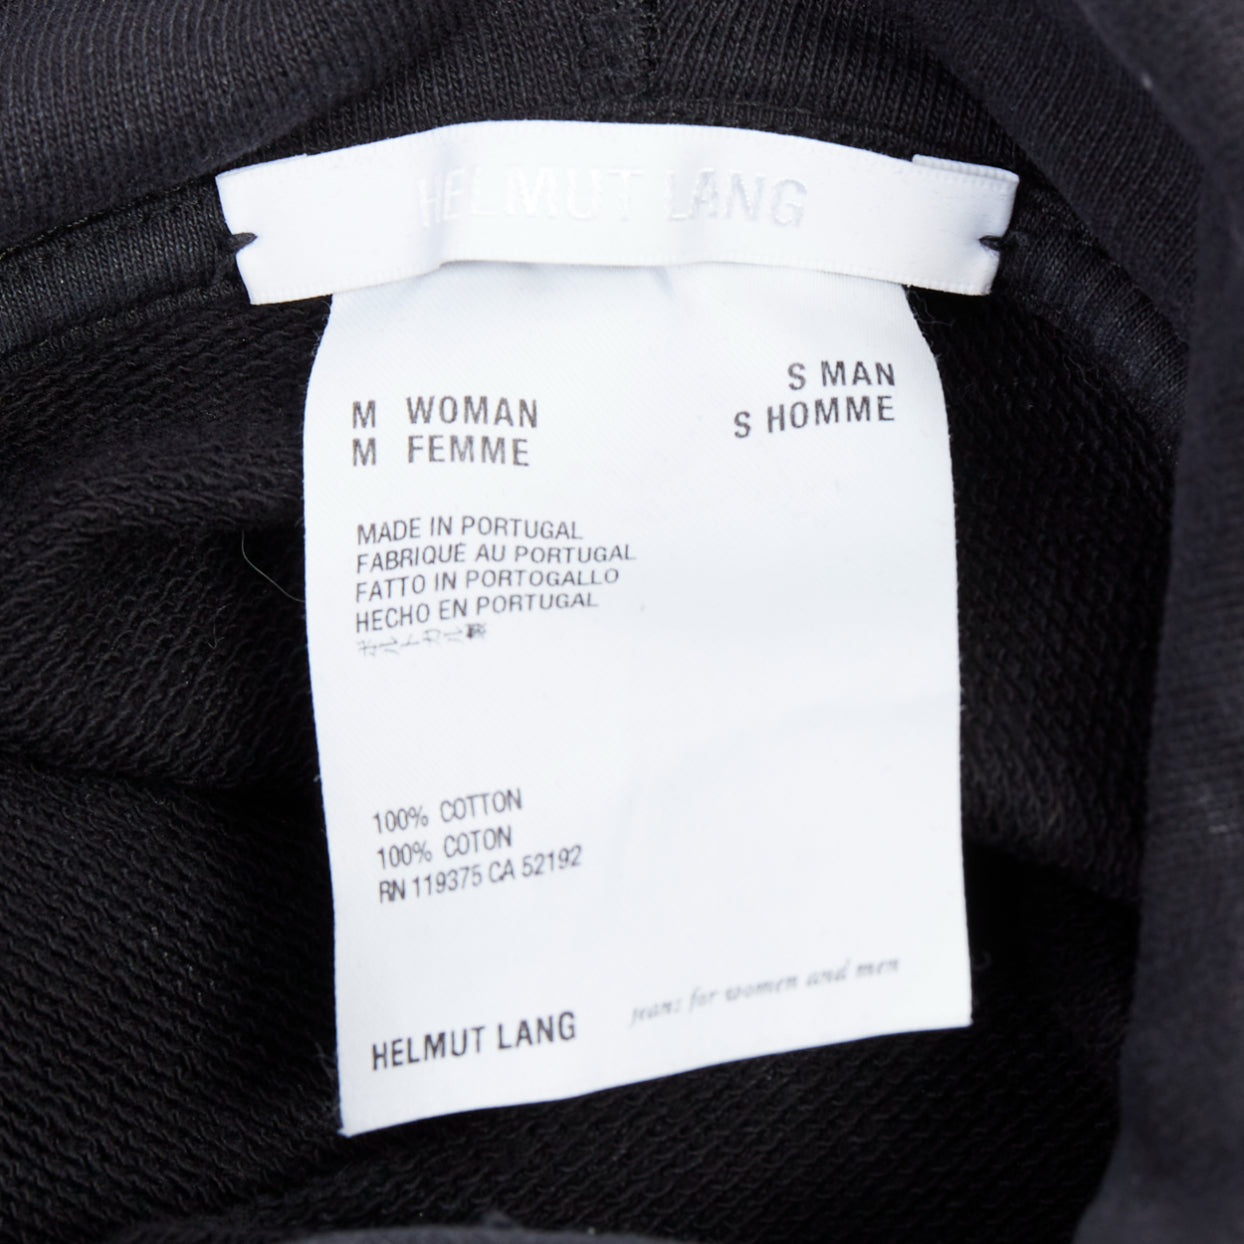 HELMUT LANG
M WOMAN
M FEMME
S MAN
S HOMME
MADE IN PORTUGAL
FABRIQUÉ AU PORTUGAL
FATTO IN PORTOGALLO
HECHO EN PORTUGAL
100% COTTON
100% COTON
RN 119375 CA 52192
HELMUT LANG
jeans for women and men